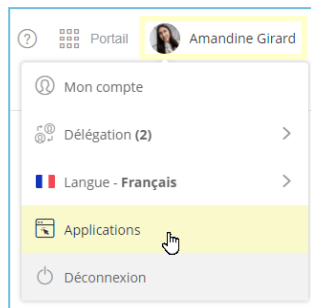 ? Portail Amandine Girard
Mon compte
Délégation (2)
Langue - Français
Applications
Déconnexion